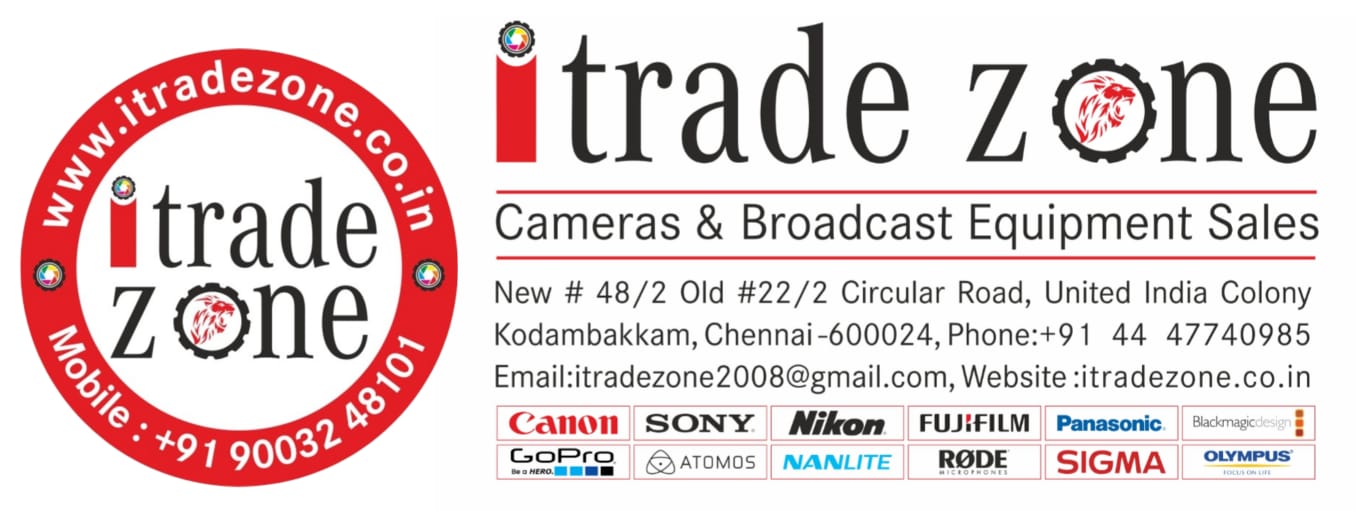 www.itradezone.co.in
itrade
zone
Mobile : +91 90032 48101
itrade zone
Cameras & Broadcast Equipment Sales
New # 48/2 Old #22/2 Circular Road, United India Colony
Kodambakkam, Chennai-600024, Phone:+91 44 47740985
Email:itradezone2008@gmail.com, Website:itradezone.co.in
Canon SONY Nikon FUJIFILM Panasonic Blackmagicdesign
GoPro ATOMOS NANLITE RØDE SIGMA OLYMPUS
Be a HERO. MICROPHONES FOCUS ON LIFE